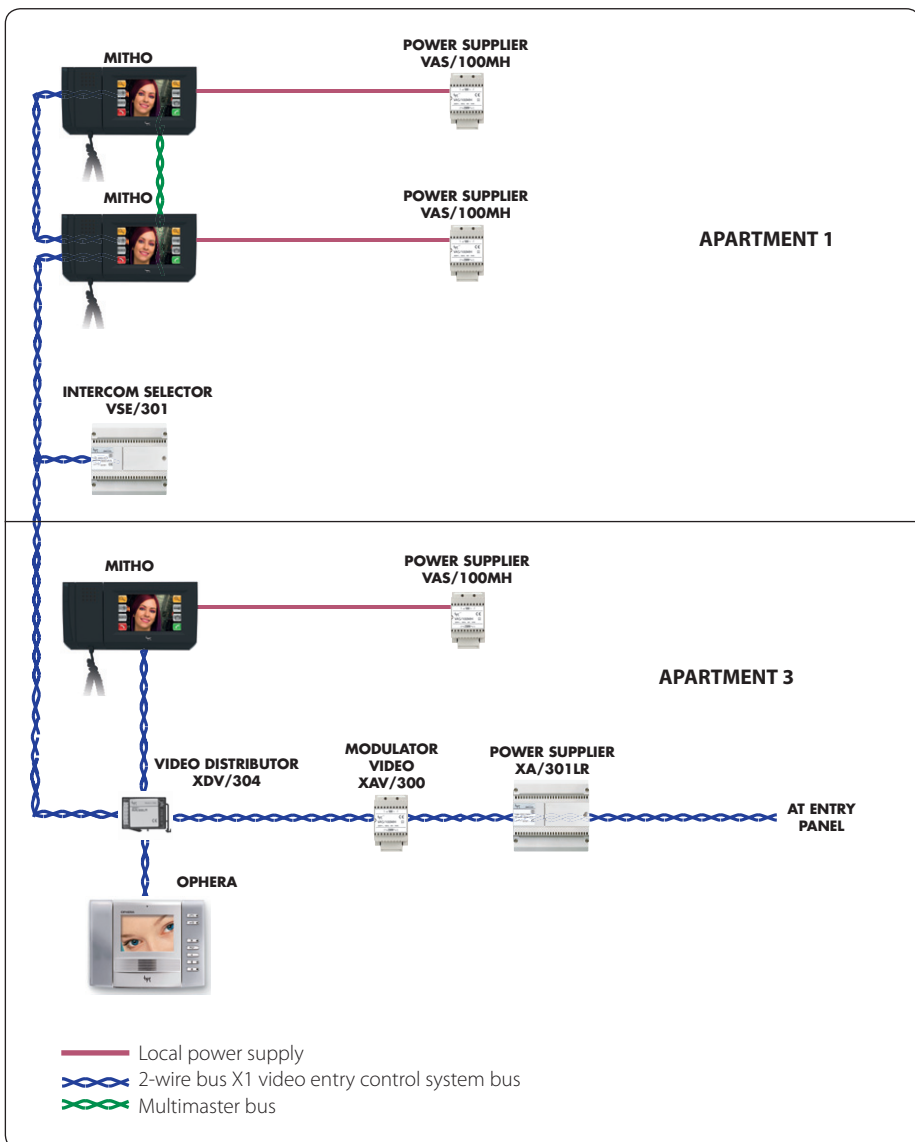 MITHO
POWER SUPPLIER
VAS/100MH
MITHO
POWER SUPPLIER
VAS/100MH
APARTMENT 1
INTERCOM SELECTOR
VSE/301
MITHO
POWER SUPPLIER
VAS/100MH
APARTMENT 3
VIDEO DISTRIBUTOR
XDV/304
MODULATOR
VIDEO
XAV/300
POWER SUPPLIER
XA/301LR
AT ENTRY
PANEL
OPHERA
Local power supply
2-wire bus X1 video entry control system bus
Multimaster bus